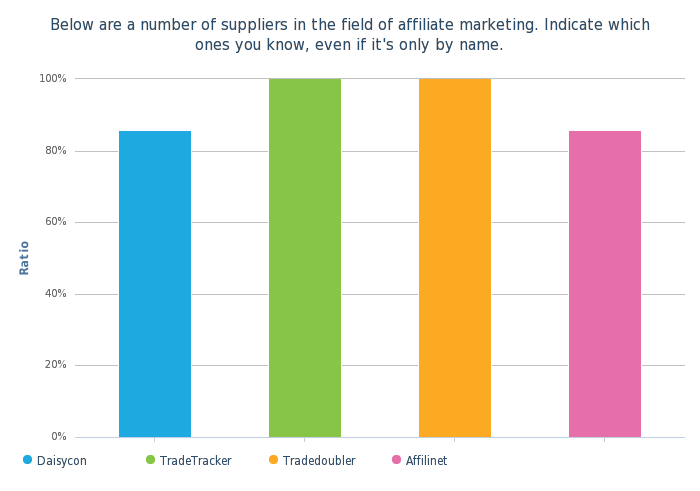 Below are a number of suppliers in the field of affiliate marketing. Indicate which
ones you know, even if it's only by name.
100%
80%
60%
40%
20%
0%
Ratio
Daisycon
TradeTracker
Tradedoubler
Affilinet